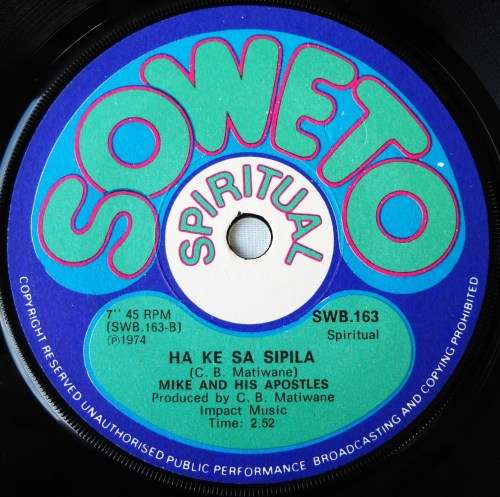 SOWETO
SPIRITUAL
7'' 45 RPM
(SWB.163-B)
(P)1974
SWB.163
Spiritual
HA KE SA SIPILA
(C. B. Matiwane)
MIKE AND HIS APOSTLES
Produced by C. B. Matiwane
Impact Music
Time: 2.52
COPYRIGHT RESERVED UNAUTHORISED PUBLIC PERFORMANCE BROADCASTING AND COPYING PROHIBITED